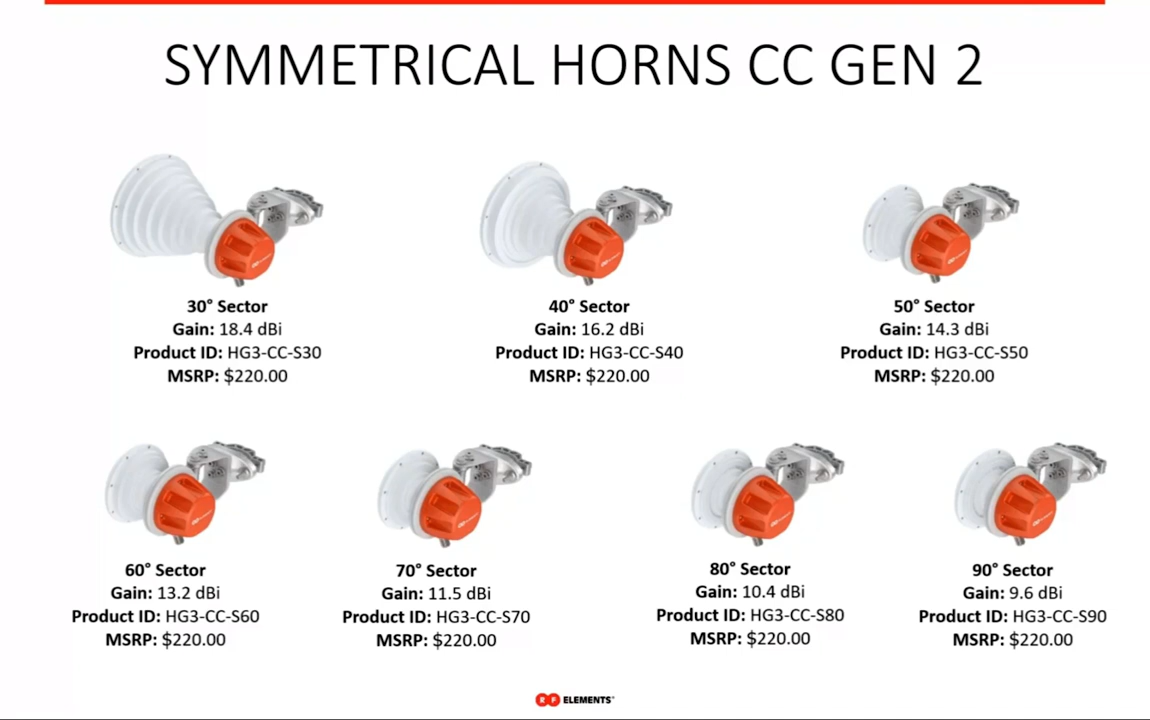 SYMMETRICAL HORNS CC GEN 2
30° Sector
Gain: 18.4 dBi
Product ID: HG3-CC-S30
MSRP: $220.00
40° Sector
Gain: 16.2 dBi
Product ID: HG3-CC-S40
MSRP: $220.00
50° Sector
Gain: 14.3 dBi
Product ID: HG3-CC-S50
MSRP: $220.00
60° Sector
Gain: 13.2 dBi
Product ID: HG3-CC-S60
MSRP: $220.00
70° Sector
Gain: 11.5 dBi
Product ID: HG3-CC-S70
MSRP: $220.00
80° Sector
Gain: 10.4 dBi
Product ID: HG3-CC-S80
MSRP: $220.00
90° Sector
Gain: 9.6 dBi
Product ID: HG3-CC-S90
MSRP: $220.00
RF ELEMENTS